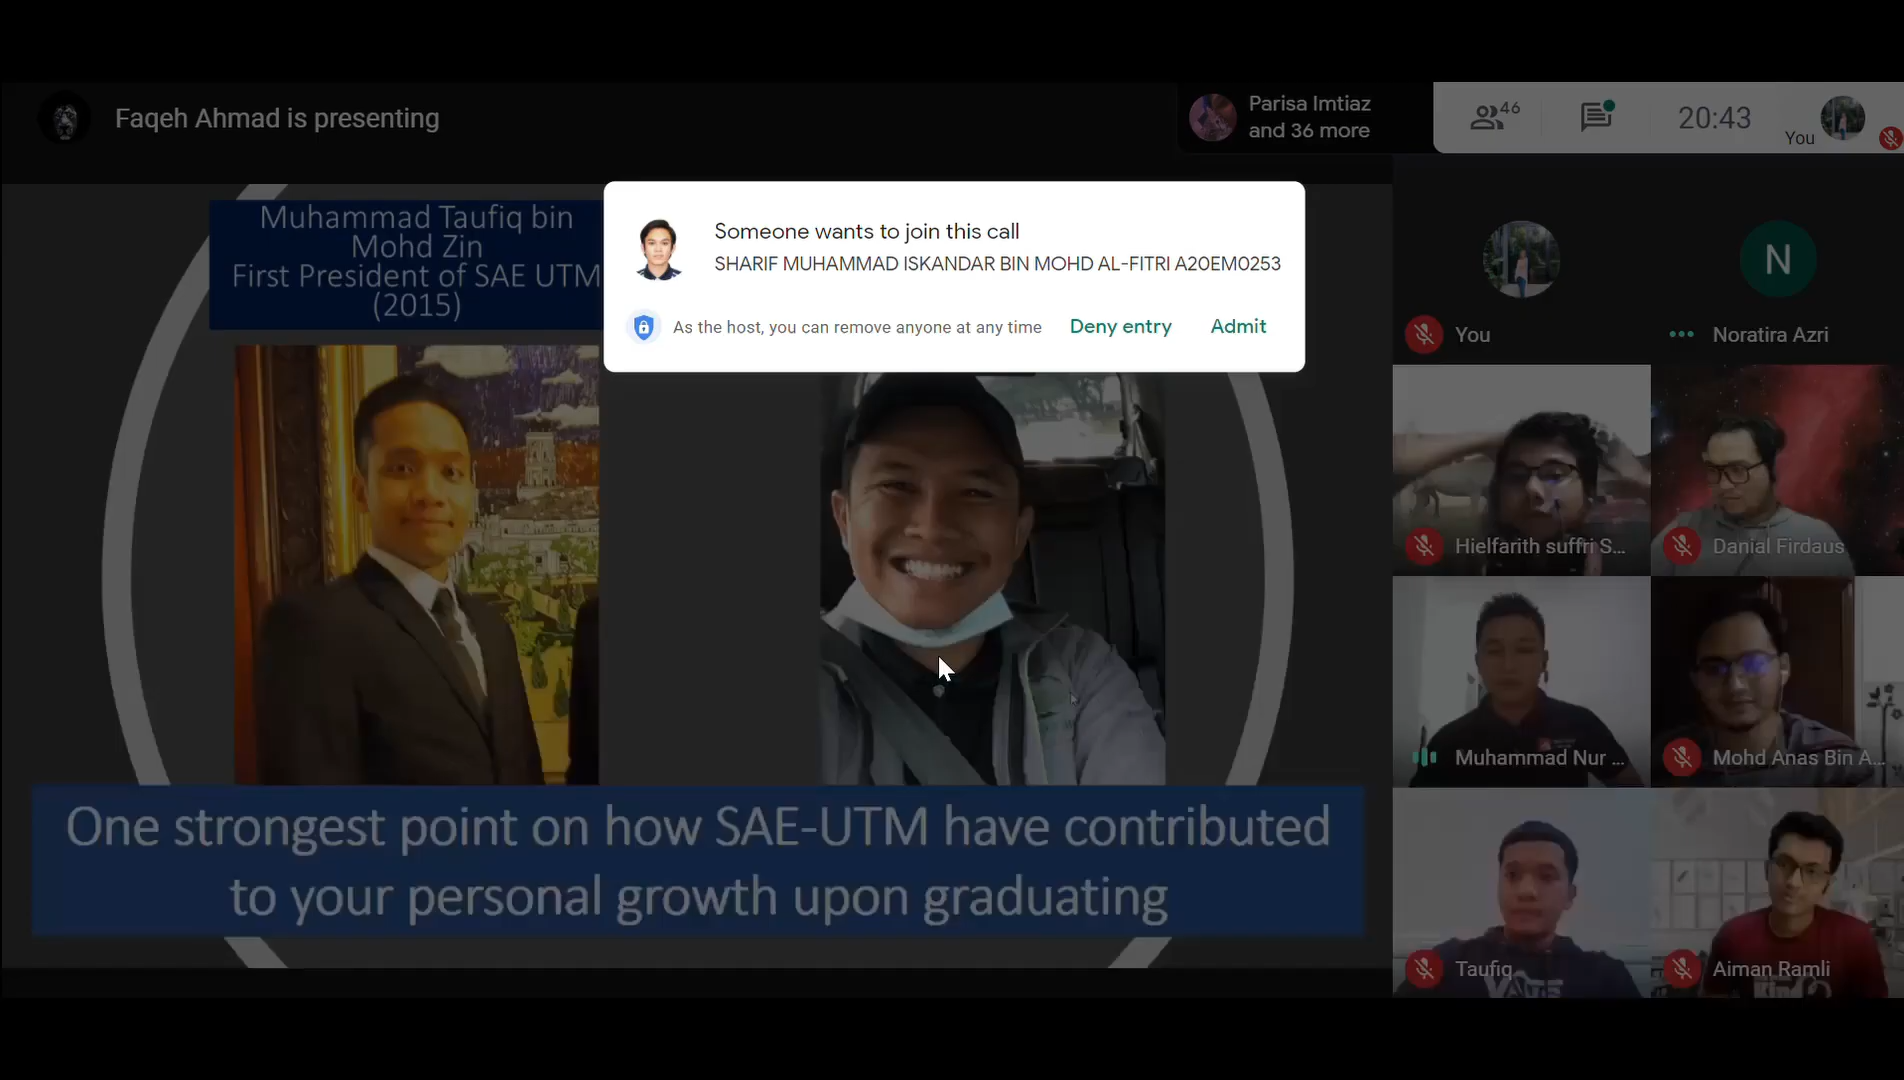 Faqeh Ahmad is presenting
Parisa Imtiaz
and 36 more
46
20:43
You
Muhammad Taufiq bin
Mohd Zin
First President of SAE UTM
(2015)
Someone wants to join this call
SHARIF MUHAMMAD ISKANDAR BIN MOHD AL-FITRI A20EM0253
As the host, you can remove anyone at any time
Deny entry
Admit
N
You
Noratira Azri
Hielfarith suffri S...
Danial Firdaus
Muhammad Nur ...
Mohd Anas Bin A...
Taufiq
Aiman Ramli
One strongest point on how SAE-UTM have contributed
to your personal growth upon graduating